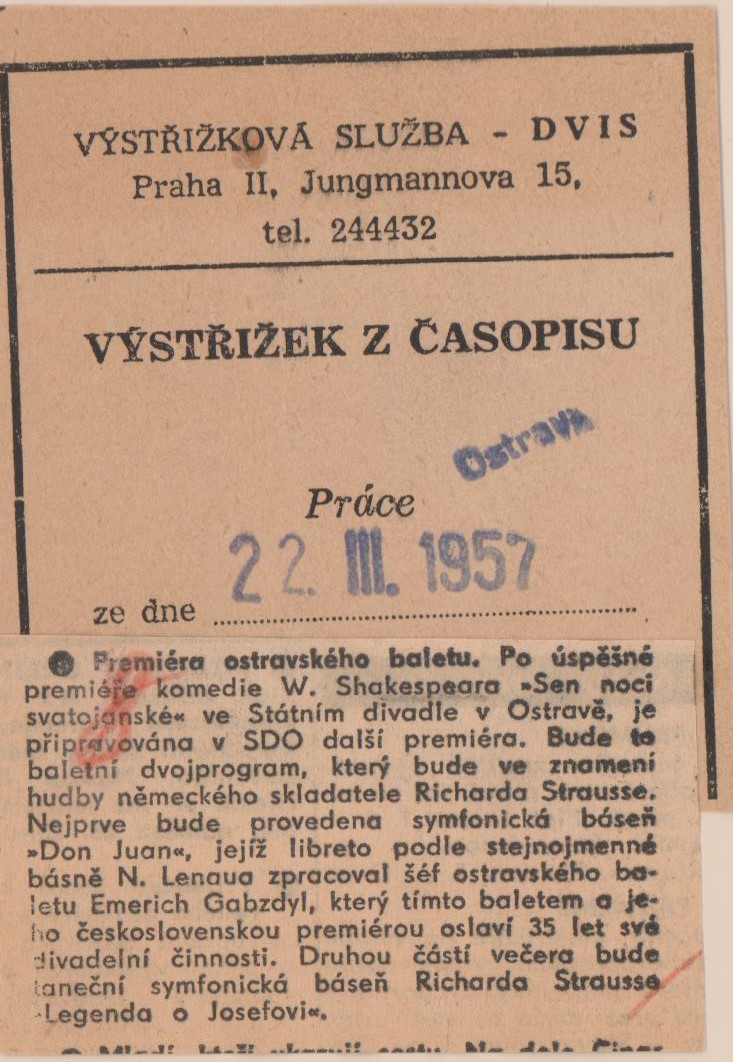 VÝSTŘIŽKOVÁ SLUŽBA - DVIS
Praha II, Jungmannova 15,
tel. 244432
VÝSTŘIŽEK Z ČASOPISU
Ostrava
Práce
22. III. 1957
ze dne
Premiéra ostravského baletu. Po úspěšné
premiéře komedie W. Shakespeara »Sen noci
svatojanské« ve Státním divadle v Ostravě, je
připravována v SDO další premiéra. Bude to
baletní dvojprogram, který bude ve znamení
hudby německého skladatele Richarda Strausse.
Nejprve bude provedena symfonická báseň
»Don Juan«, jejíž libreto podle stejnojmenné
básně N. Lenaua zpracoval šéf ostravského ba-
letu Emerich Gabzdyl, který tímto baletem a je-
ho československou premiérou oslaví 35 let své
divadelní činnosti. Druhou částí večera bude
taneční symfonická báseň Richarda Strausse
»Legenda o Josefovi«.